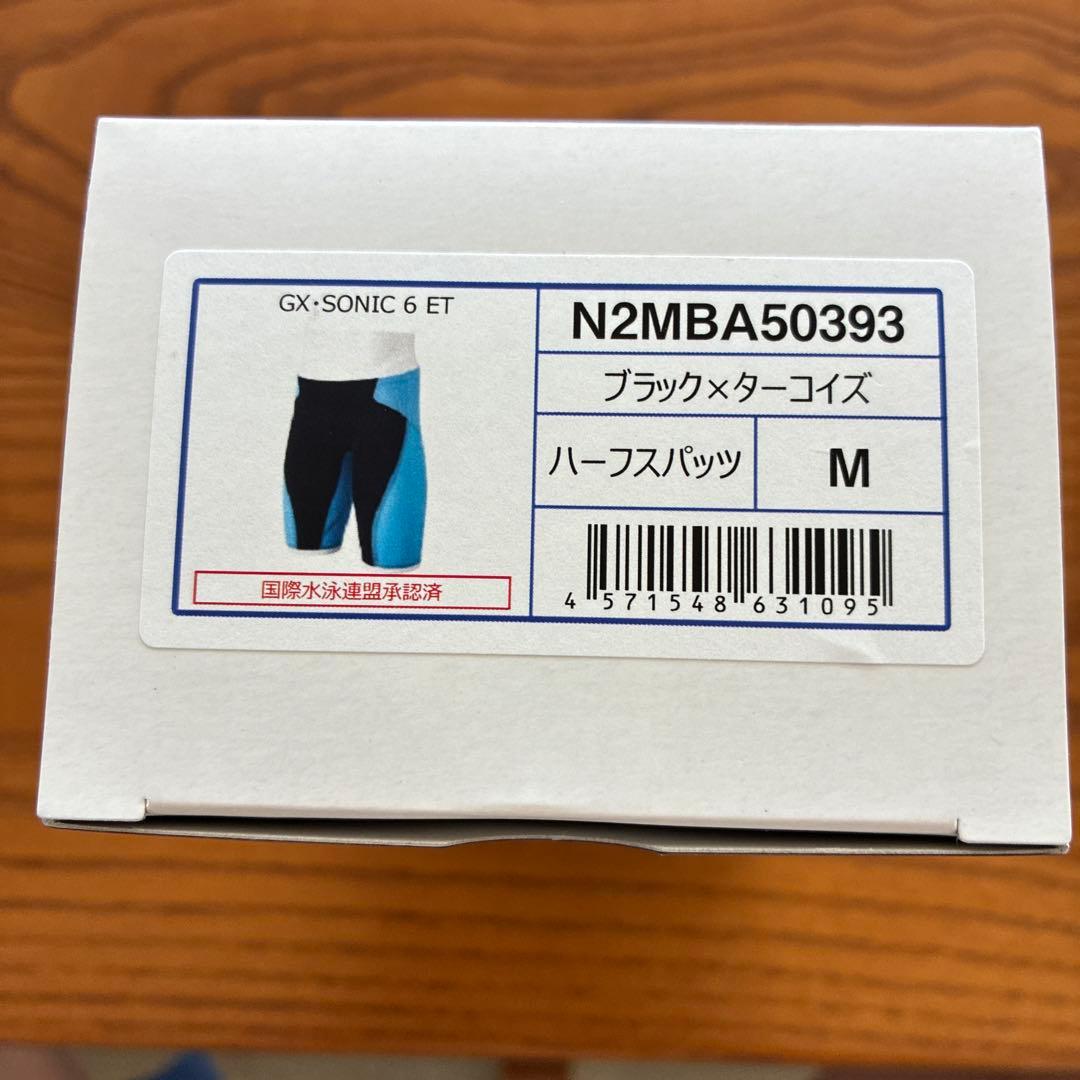 GX・SONIC 6 ET
国際水泳連盟承認済
N2MBA50393
ブラック×ターコイズ
ハーフスパッツ
M
4 571548 631095